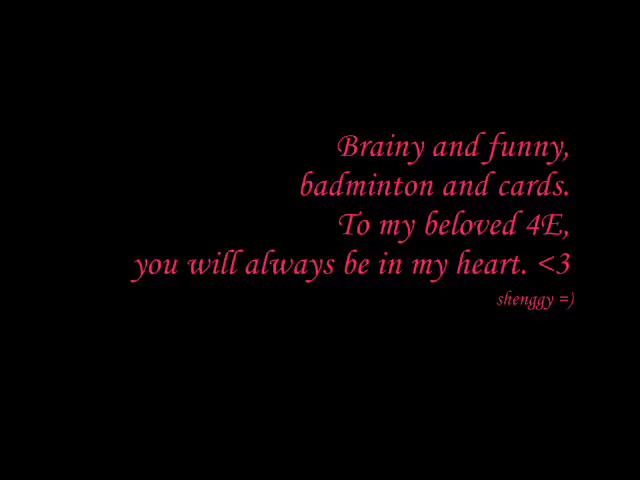 Brainy and funny,
badminton and cards.
To my beloved 4E,
you will always be in my heart. <3
shenggy =)